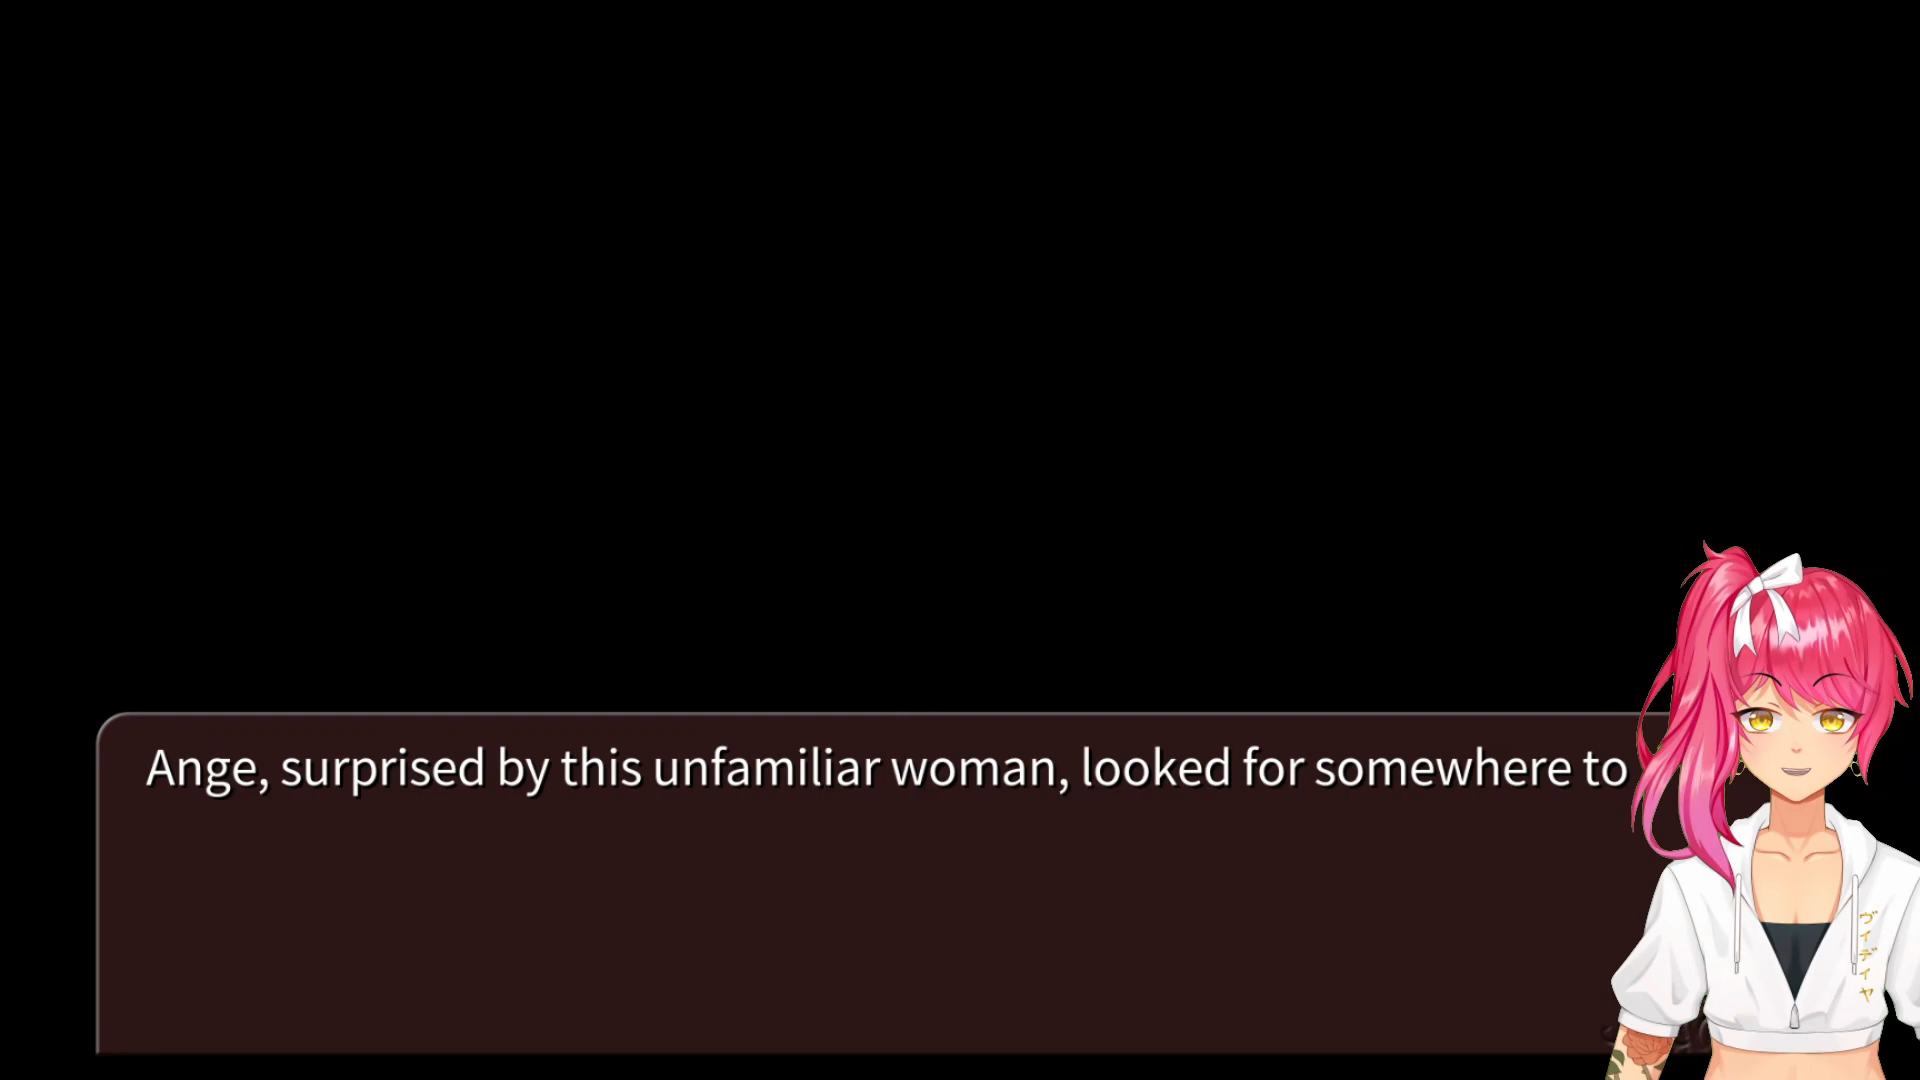 Ange, surprised by this unfamiliar woman, looked for somewhere to
ヴィディヤ